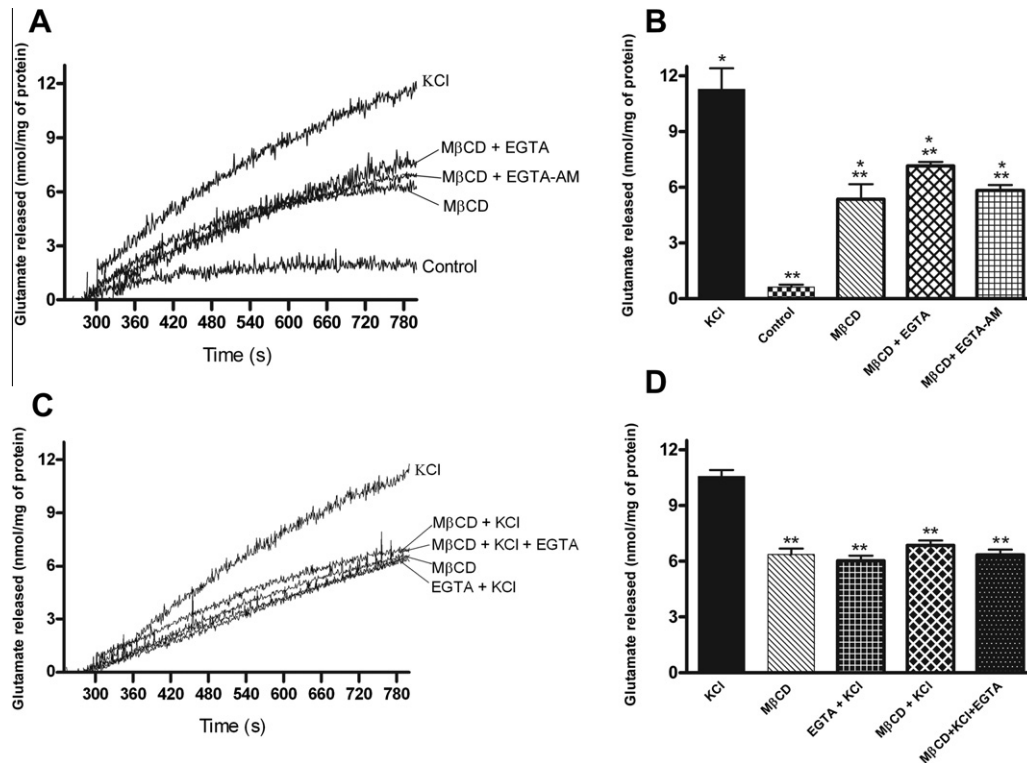 A
Glutamate released (nmol/mg of protein)
12
9
6
3
0
300 360 420 480 540 600 660 720 780
Time (s)
KCl
MβCD + EGTA
MβCD + EGTA-AM
MβCD
Control
B
Glutamate released (nmol/mg of protein)
12
9
6
3
0
*
**
*
**
*
**
*
**
KCl
Control
MβCD
MβCD + EGTA
MβCD+ EGTA-AM
C
Glutamate released (nmol/mg of protein)
12
9
6
3
0
300 360 420 480 540 600 660 720 780
Time (s)
KCl
MβCD + KCl
MβCD + KCl + EGTA
MβCD
EGTA + KCl
D
Glutamate released (nmol/mg of protein)
12
9
6
3
0
**
**
**
**
KCl
MβCD
EGTA + KCl
MβCD + KCl
MβCD+KCl+EGTA